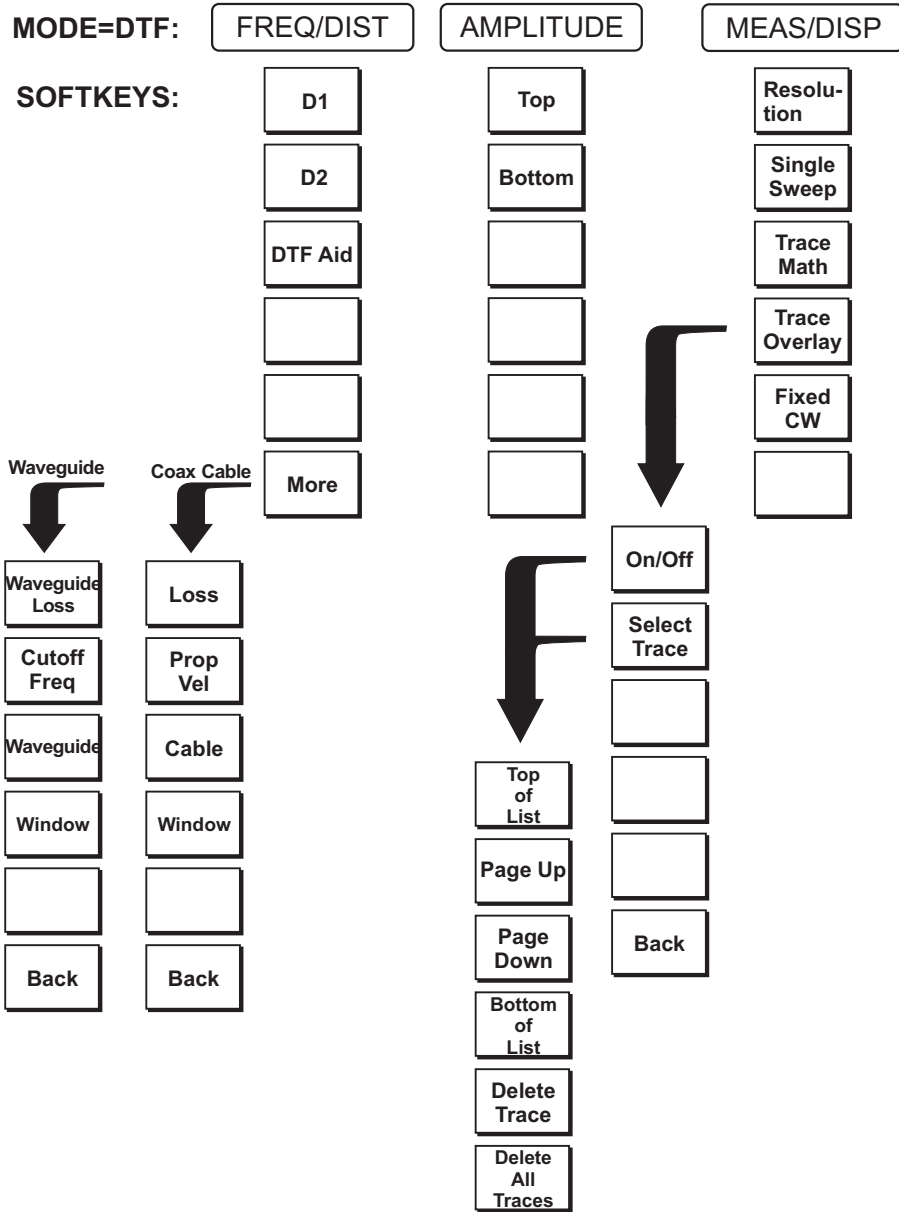 MODE=DTF:
FREQ/DIST
AMPLITUDE
MEAS/DISP
SOFTKEYS:
D1
D2
DTF Aid
More
Top
Bottom
Resolu-
tion
Single
Sweep
Trace
Math
Trace
Overlay
Fixed
CW
Waveguide
Waveguide
Loss
Cutoff
Freq
Waveguide
Window
Back
Coax Cable
Loss
Prop
Vel
Cable
Window
Back
On/Off
Select
Trace
Back
Top
of
List
Page Up
Page
Down
Bottom
of
List
Delete
Trace
Delete
All
Traces